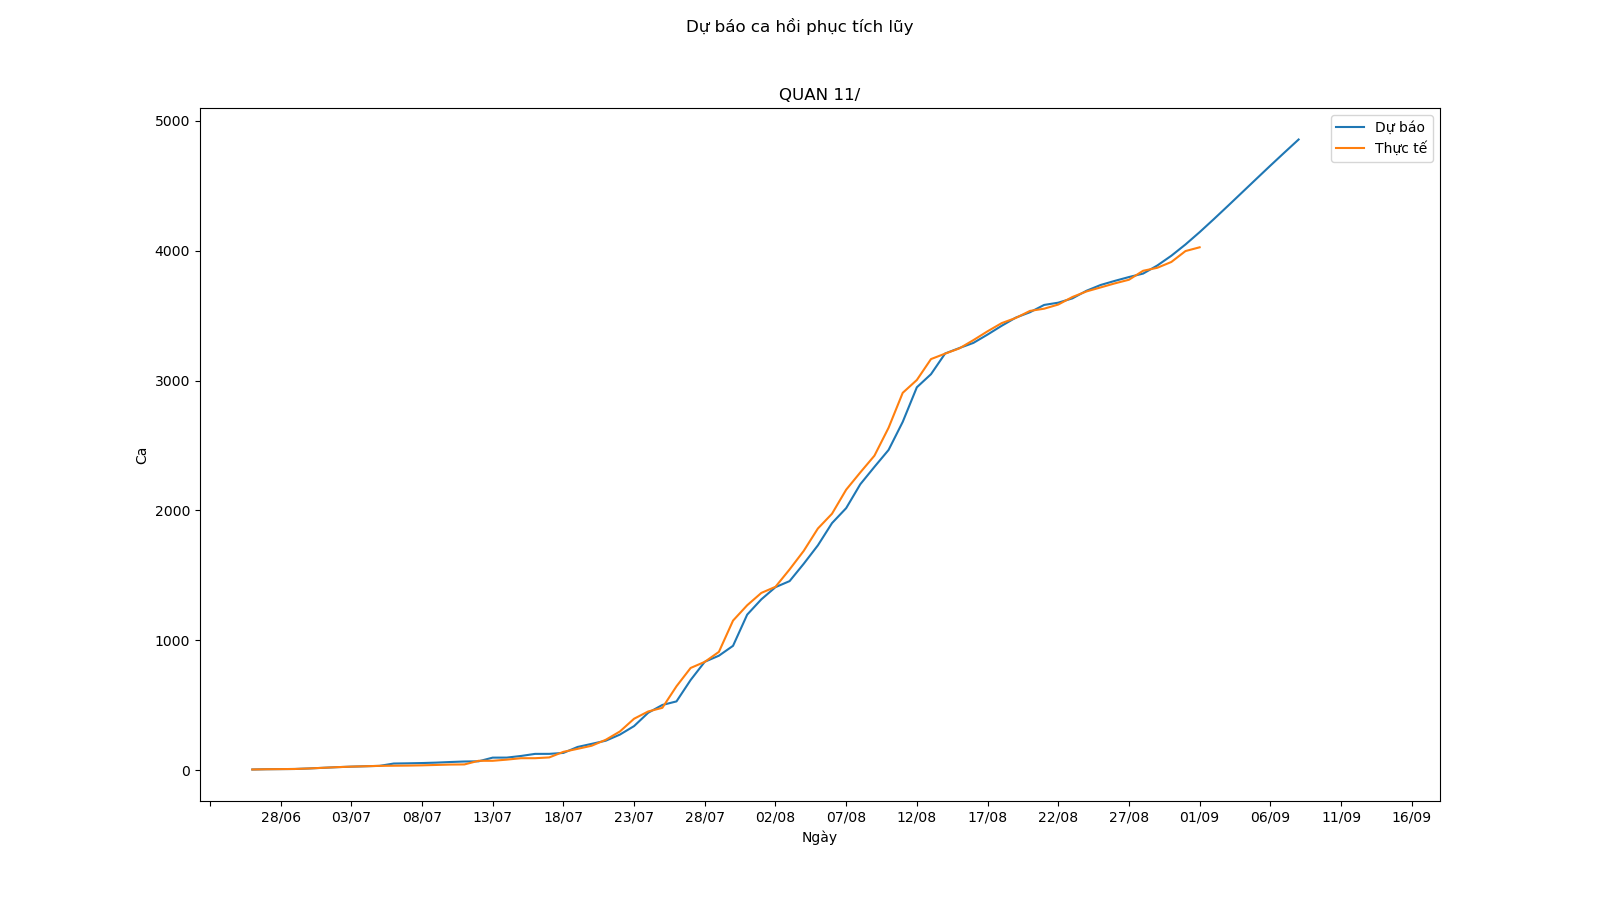 Dự báo ca hồi phục tích lũy
QUAN 11/
Dự báo
Thực tế
5000
4000
3000
2000
1000
0
Ca
28/06 03/07 08/07 13/07 18/07 23/07 28/07 02/08 07/08 12/08 17/08 22/08 27/08 01/09 06/09 11/09 16/09
Ngày